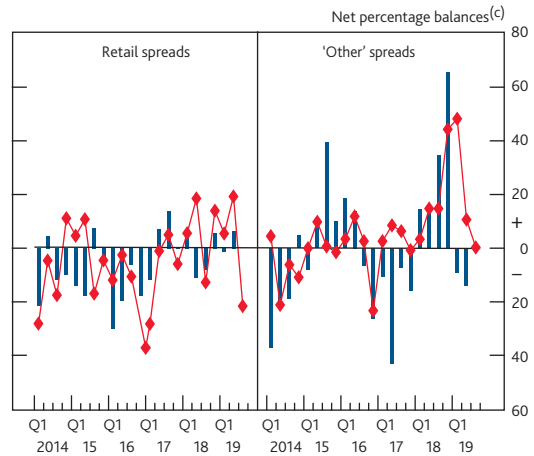 Net percentage balances(c)
80
Retail spreads
'Other' spreads
60
40
20
+
0
–
20
40
60
Q1 Q1 Q1 Q1 Q1 Q1 Q1 Q1 Q1 Q1 Q1 Q1
2014 15 16 17 18 19 2014 15 16 17 18 19